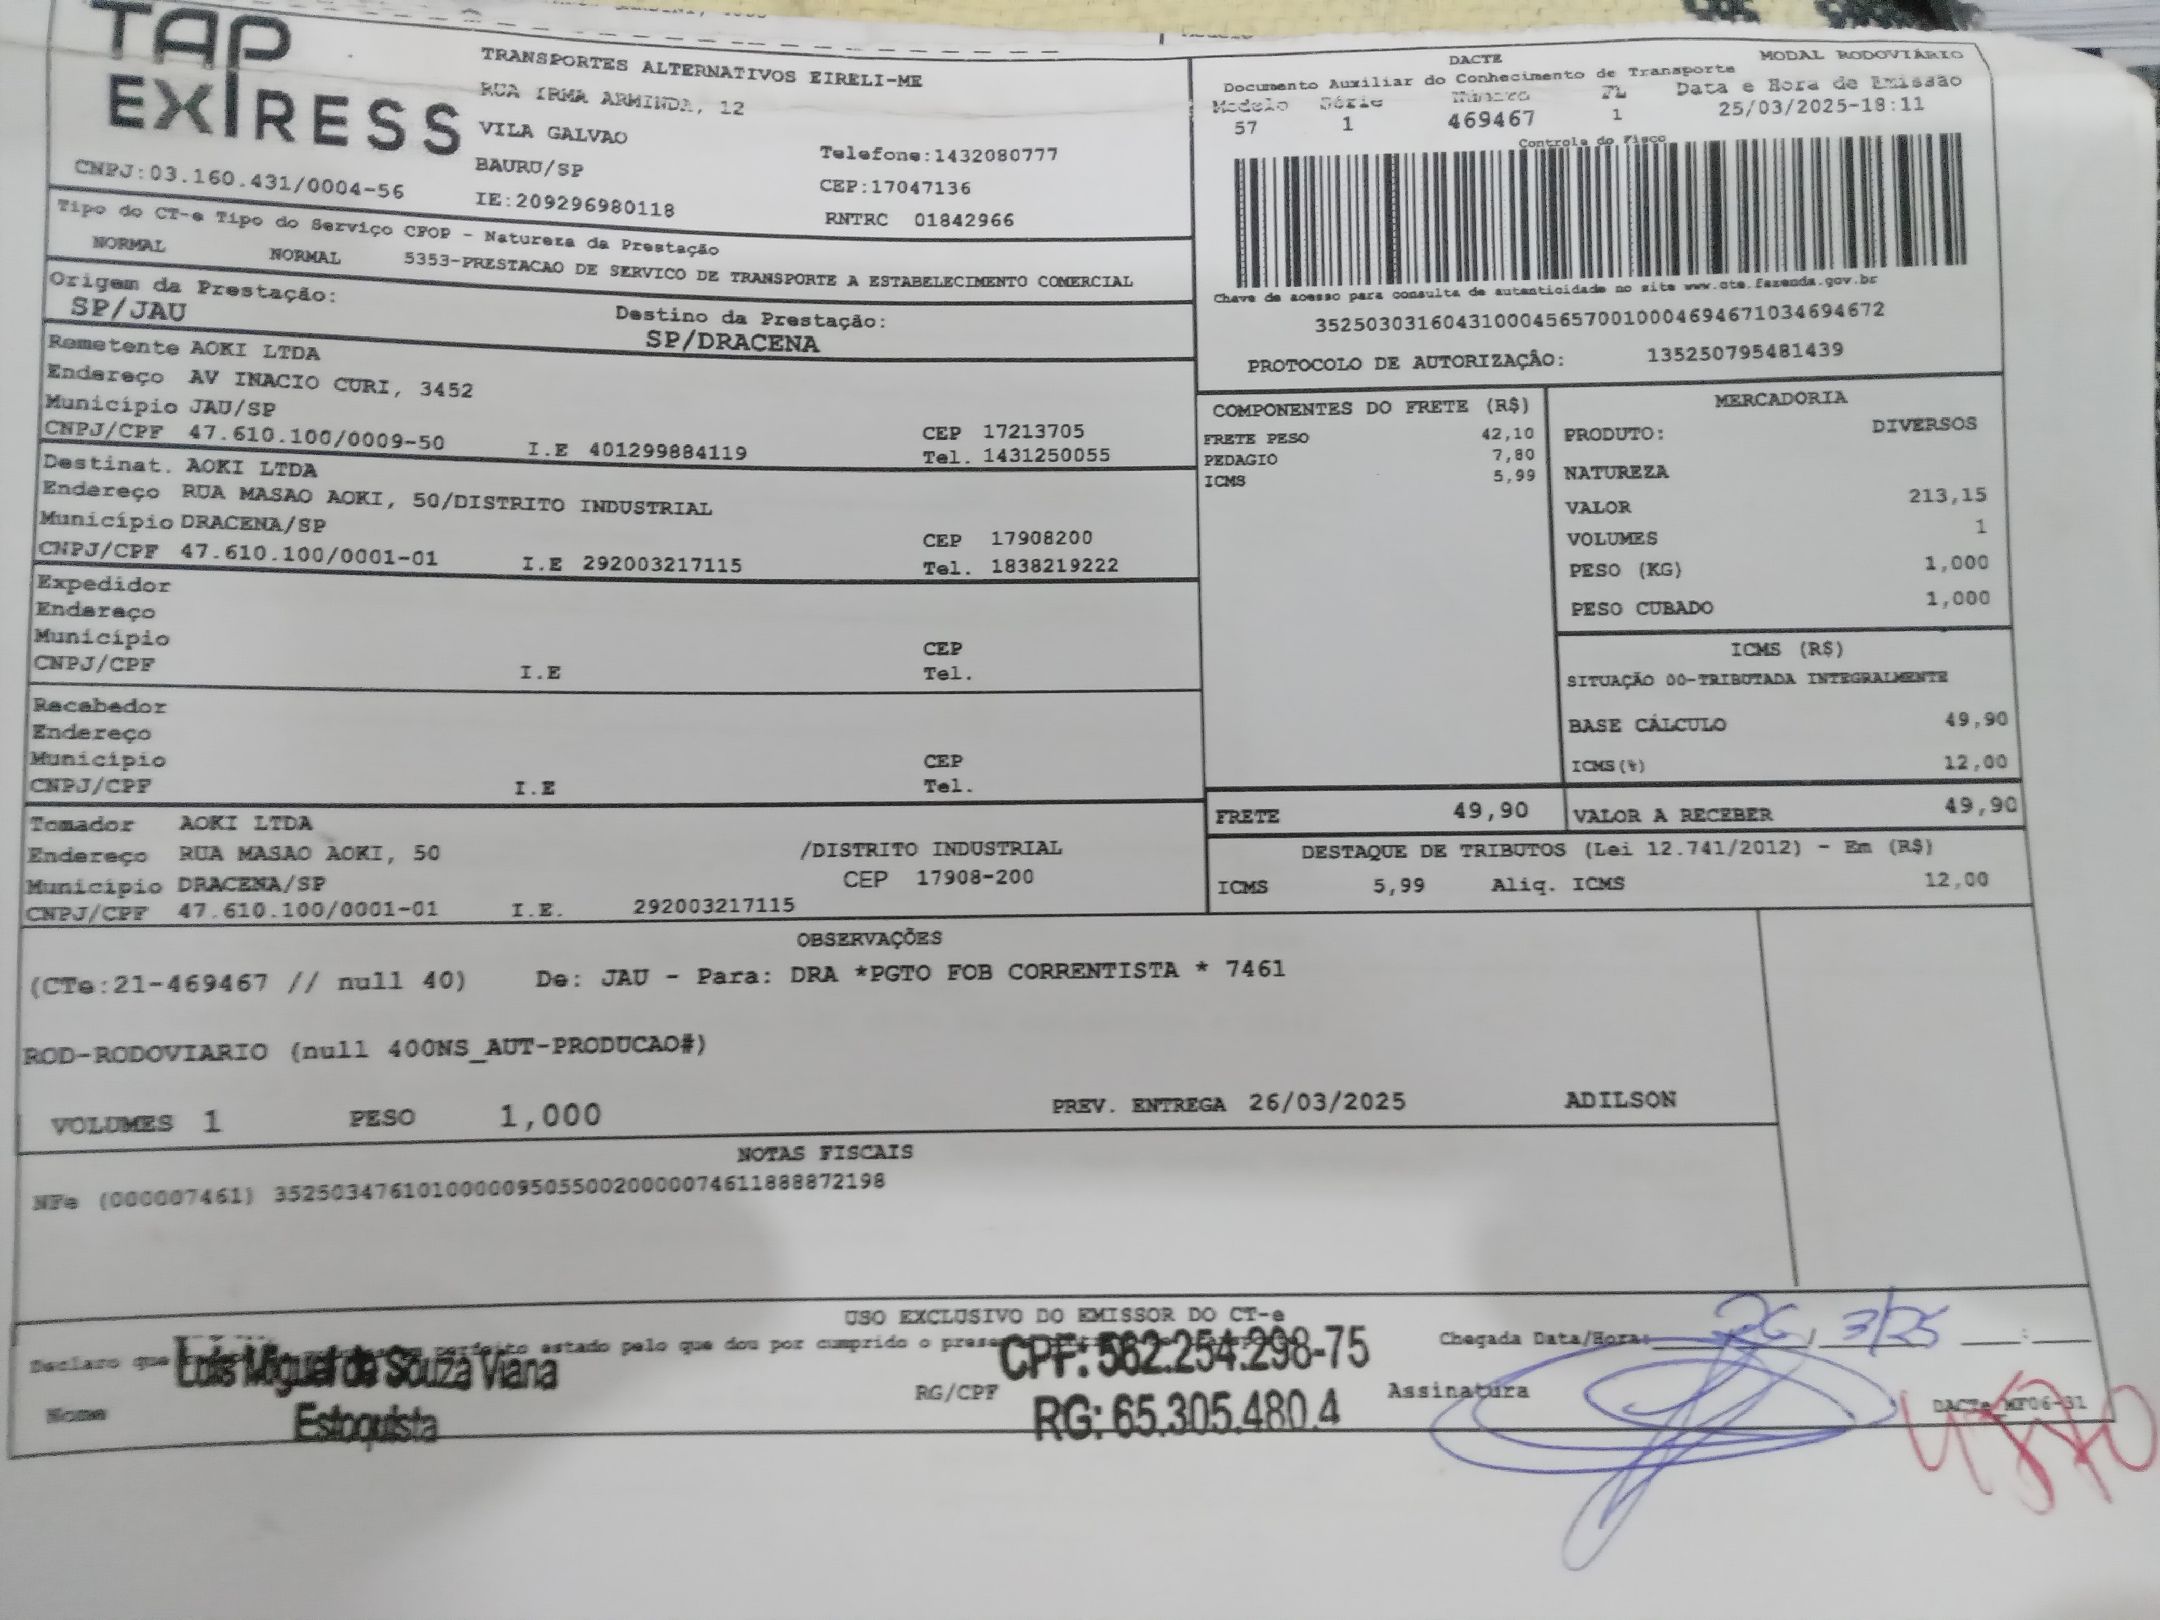 TAP
EXPRESS
CNPJ:03.160.431/0004-56
TRANSPORTES ALTERNATIVOS EIRELI-ME
RUA IRMA ARMINDA, 12
VILA GALVAO
BAURU/SP
IE:209296980118
Telefone:1432080777
CEP:17047136
RNTRC 01842966
DACTE
MODAL RODOVIÁRIO
Documento Auxiliar do Conhecimento de Transporte
Modelo Série Número FL Data e Hora de Emissão
57 1 469467 1 25/03/2025-18:11
Controle do Fisco
Chave de acesso para consulta de autenticidade no site www.cte.fazenda.gov.br
35250303160431000456570010004694671034694672
PROTOCOLO DE AUTORIZAÇÃO: 135250795481439
Tipo do CT-e Tipo do Serviço CFOP - Natureza da Prestação
NORMAL NORMAL 5353-PRESTACAO DE SERVICO DE TRANSPORTE A ESTABELECIMENTO COMERCIAL
Origem da Prestação: Destino da Prestação:
SP/JAU SP/DRACENA
Remetente AOKI LTDA
Endereço AV INACIO CURI, 3452
Município JAU/SP CEP 17213705
CNPJ/CPF 47.610.100/0009-50 I.E 401299884119 Tel. 1431250055
Destinat. AOKI LTDA
Endereço RUA MASAO AOKI, 50/DISTRITO INDUSTRIAL
Município DRACENA/SP CEP 17908200
CNPJ/CPF 47.610.100/0001-01 I.E 292003217115 Tel. 1838219222
Expedidor
Endereço
Município CEP
CNPJ/CPF I.E Tel.
Recebedor
Endereço
Município CEP
CNPJ/CPF I.E Tel.
Tomador AOKI LTDA
Endereço RUA MASAO AOKI, 50 /DISTRITO INDUSTRIAL
Município DRACENA/SP CEP 17908-200
CNPJ/CPF 47.610.100/0001-01 I.E. 292003217115
COMPONENTES DO FRETE (R$)
FRETE PESO 42,10
PEDAGIO 7,80
ICMS 5,99
MERCADORIA
PRODUTO: DIVERSOS
NATUREZA
VALOR 213,15
VOLUMES 1
PESO (KG) 1,000
PESO CUBADO 1,000
ICMS (R$)
SITUAÇÃO 00-TRIBUTADA INTEGRALMENTE
BASE CÁLCULO 49,90
ICMS(%) 12,00
FRETE 49,90 VALOR A RECEBER 49,90
DESTAQUE DE TRIBUTOS (Lei 12.741/2012) - Em (R$)
ICMS 5,99 Aliq. ICMS 12,00
OBSERVAÇÕES
(CTe:21-469467 // null 40) De: JAU - Para: DRA *PGTO FOB CORRENTISTA * 7461
ROD-RODOVIARIO (null 400NS_AUT-PRODUCAO#)
VOLUMES 1 PESO 1,000 PREV. ENTREGA 26/03/2025 ADILSON
NOTAS FISCAIS
NFe (000007461) 35250347610100000950550020000074611888872198
USO EXCLUSIVO DO EMISSOR DO CT-e
Declaro que perfeito estado pelo que dou por cumprido o
Luis Miguel de Souza Viana
Estoquista
Nome
CPF: 562.254.298-75
RG/CPF
RG: 65.305.480.4
Chegada Data/Hora: 26/3/25 :
Assinatura
DACTe_MF06-31